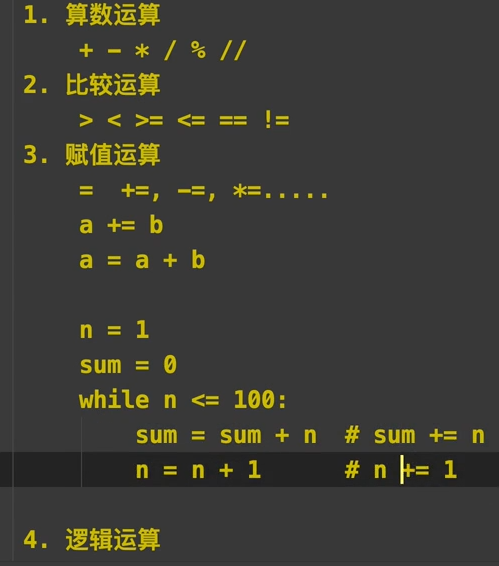 1. 算数运算
+ - * / % //
2. 比较运算
> < >= <= == !=
3. 赋值运算
=  +=, -=, *=.....
a += b
a = a + b
n = 1
sum = 0
while n <= 100:
sum = sum + n  # sum += n
n = n + 1      # n += 1
4. 逻辑运算